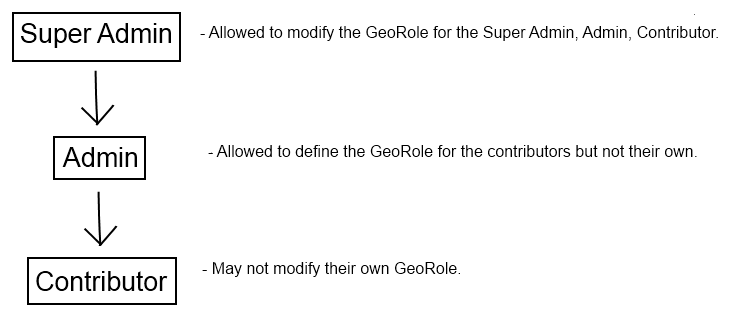 Super Admin - Allowed to modify the GeoRole for the Super Admin, Admin, Contributor.
Admin - Allowed to define the GeoRole for the contributors but not their own.
Contributor - May not modify their own GeoRole.